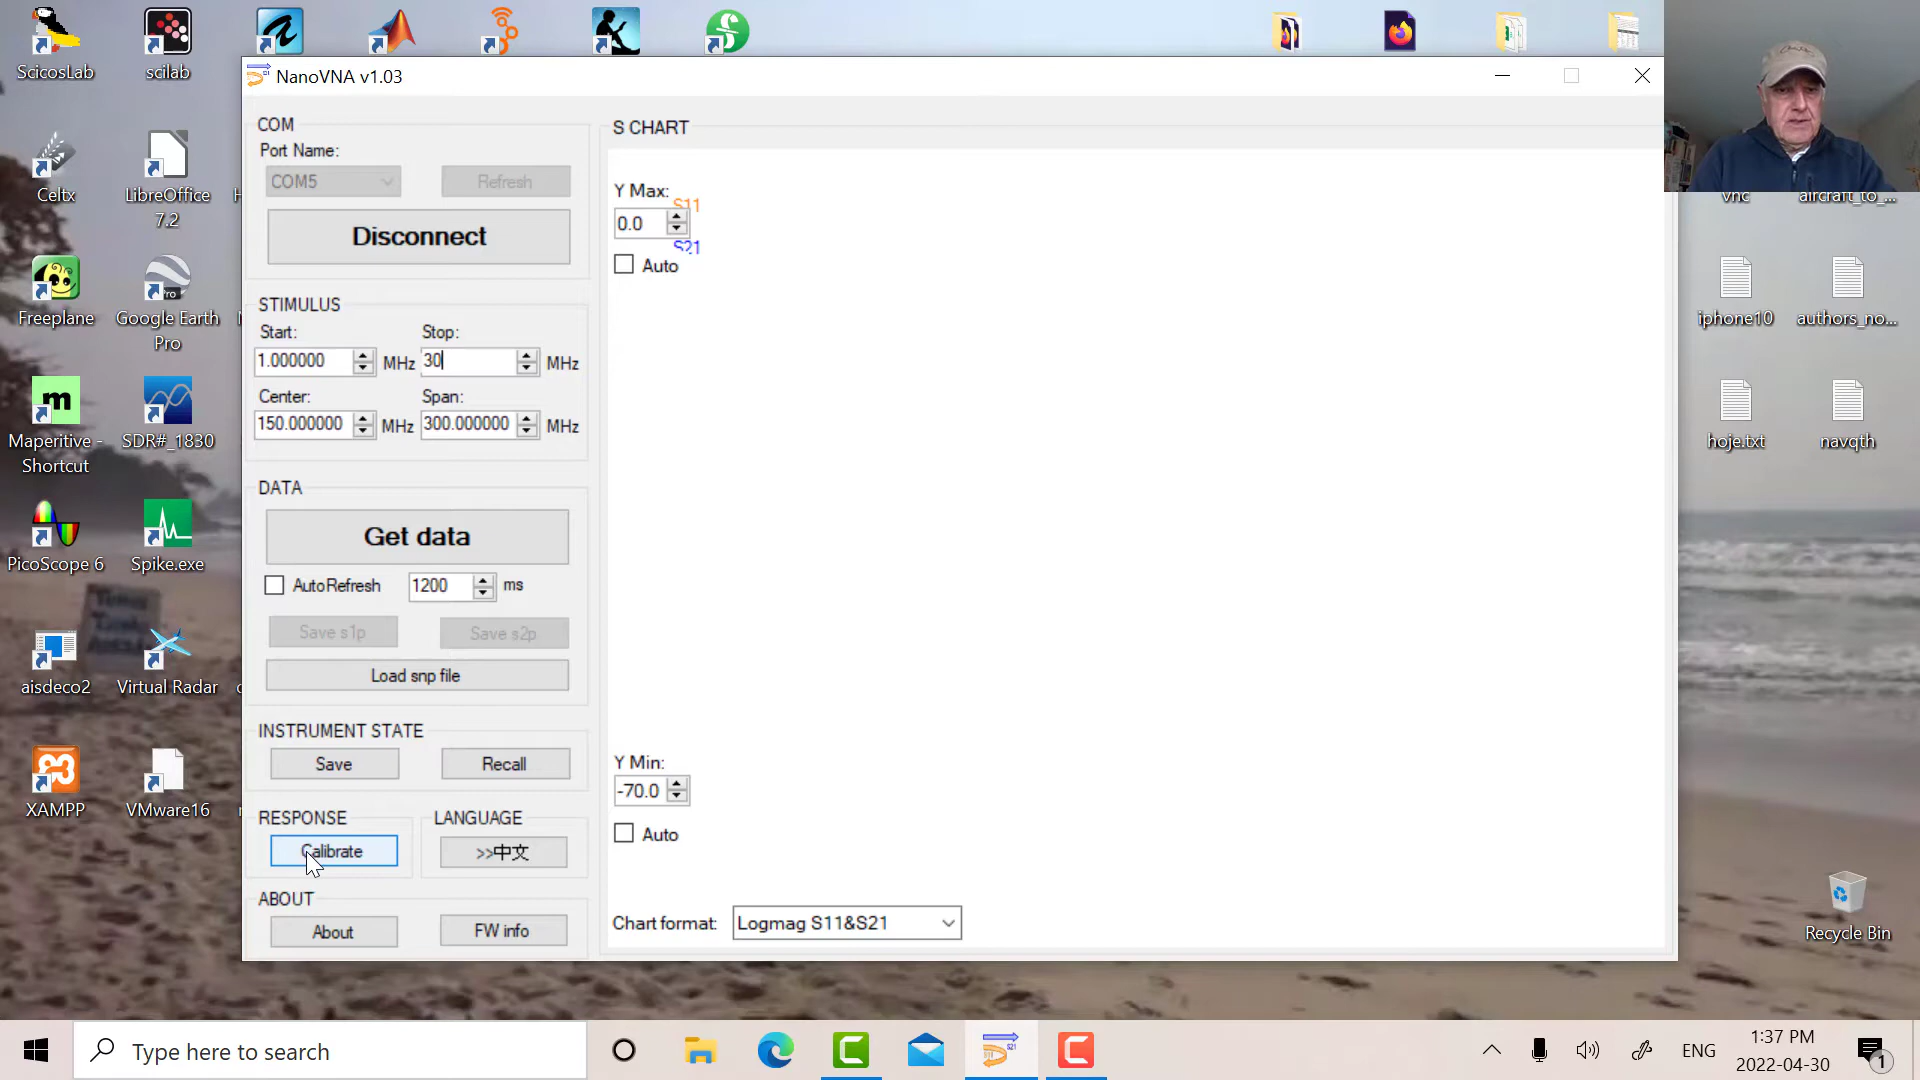 NanoVNA v1.03
COM
Port Name:
COM5
Refresh
Disconnect
STIMULUS
Start:
Stop:
1.000000
MHz
30
MHz
Center:
Span:
150.000000
MHz
300.000000
MHz
DATA
Get data
AutoRefresh
1200
ms
Save s1p
Save s2p
Load snp file
INSTRUMENT STATE
Save
Recall
RESPONSE
LANGUAGE
Calibrate
>>中文
ABOUT
About
FW info
S CHART
Y Max:
S11
0.0
S21
Auto
Y Min:
-70.0
Auto
Chart format:
Logmag S11&S21
ScicosLab
scilab
Celtx
LibreOffice
7.2
Freeplane
Google Earth
Pro
Pro
m
Maperitive -
Shortcut
SDR#_1830
PicoScope 6
Spike.exe
aisdeco2
Virtual Radar
XAMPP
VMware16
vnc
aircraft_to_...
iphone10
authors_no...
hoje.txt
navqth
Recycle Bin
Type here to search
S21
ENG
1:37 PM
2022-04-30
1